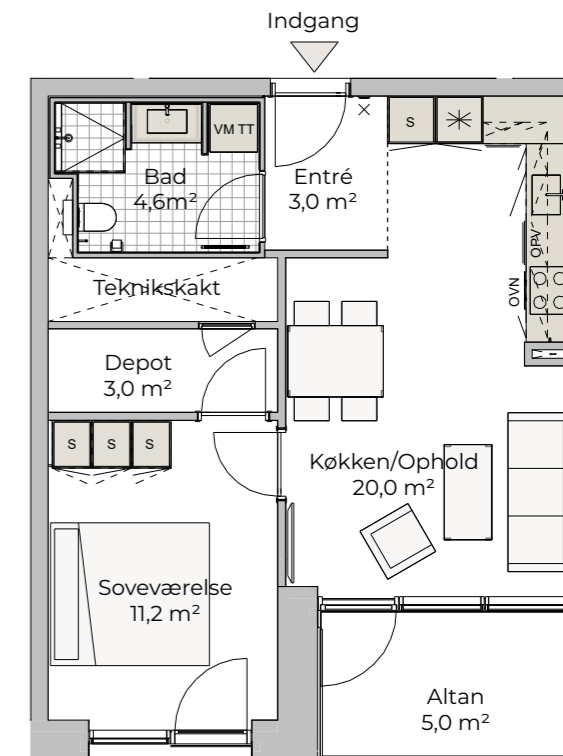 Indgang
S
VM TT
Bad
4,6m²
Entré
3,0 m²
OPV
OVN
Teknikskakt
Depot
3,0 m²
S
S
S
Køkken/Ophold
20,0 m²
Soveværelse
11,2 m²
Altan
5,0 m²